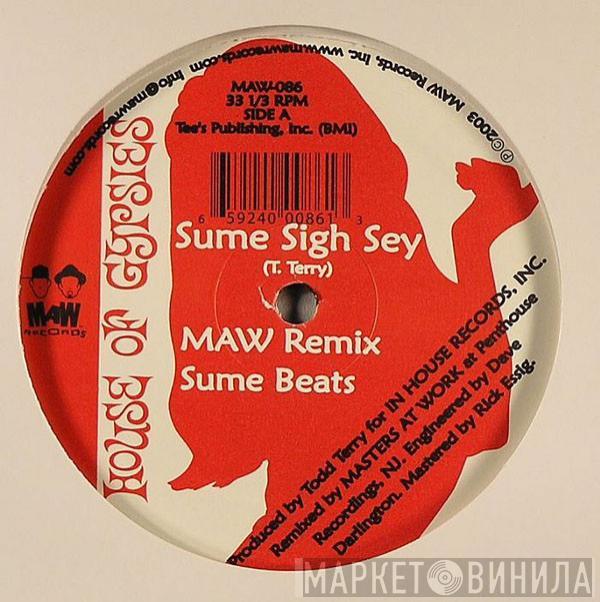 MAW-086
33 1/3 RPM
SIDE A
Tee's Publishing, Inc. (BMI)
6 59240 00861 3
HOUSE OF GYPSIES
MAW
RECORDS
Sume Sigh Sey
(T. Terry)
MAW Remix
Sume Beats
Produced by Todd Terry for IN HOUSE RECORDS, INC.
Remixed by MASTERS AT WORK at Penthouse
Recordings, NJ. Engineered by Dave
Darlington. Mastered by Rick Essig.
℗©2003 MAW Records, Inc. www.mawrecords.com info@mawrecords.com
МАРКЕТ ВИНИЛА